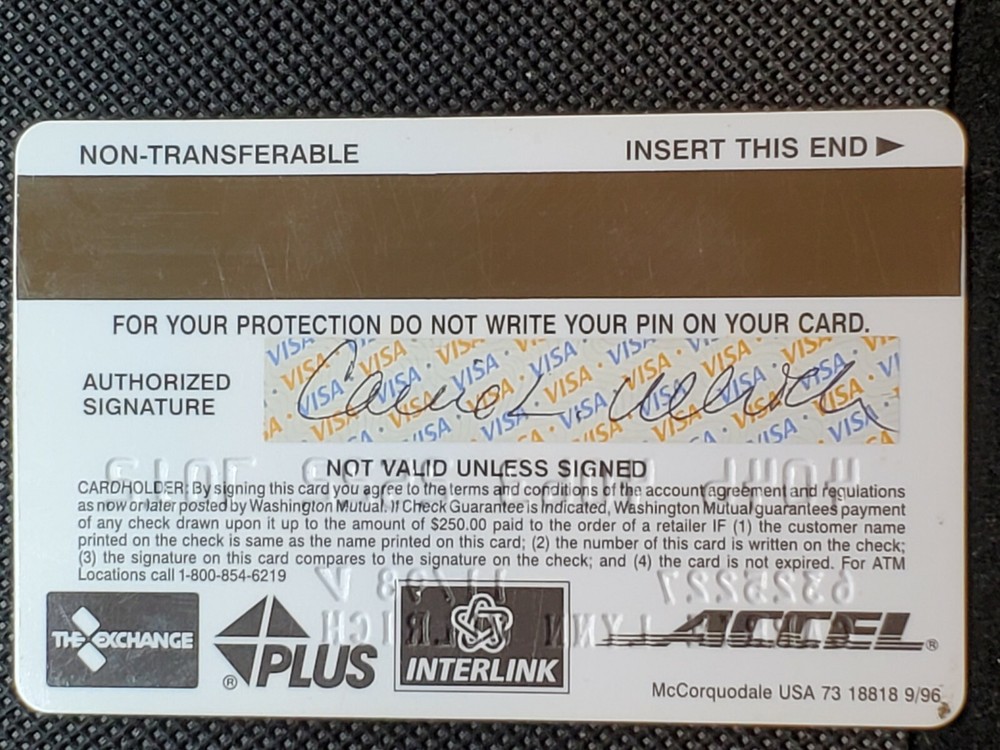 NON-TRANSFERABLE INSERT THIS END
FOR YOUR PROTECTION DO NOT WRITE YOUR PIN ON YOUR CARD.
AUTHORIZED
SIGNATURE
VISA
NOT VALID UNLESS SIGNED
CARDHOLDER: By signing this card you agree to the terms and conditions of the account agreement and regulations
as now or later posted by Washington Mutual. If Check Guarantee is Indicated, Washington Mutual guarantees payment
of any check drawn upon it up to the amount of $250.00 paid to the order of a retailer IF (1) the customer name
printed on the check is same as the name printed on this card; (2) the number of this card is written on the check;
(3) the signature on this card compares to the signature on the check; and (4) the card is not expired. For ATM
Locations call 1-800-854-6219
THE EXCHANGE
PLUS®
INTERLINK
ACCEL®
McCorquodale USA 73 18818 9/96